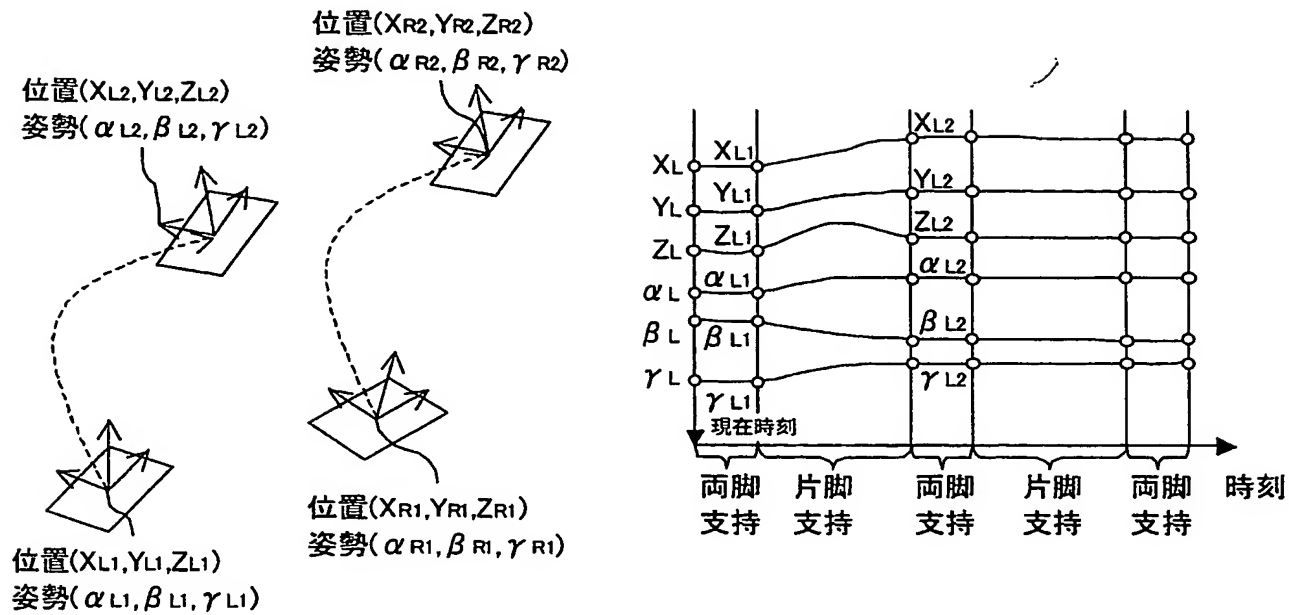 位置(XR2,YR2,ZR2)
姿勢(αR2,βR2,γR2)
位置(XL2,YL2,ZL2)
姿勢(αL2,βL2,γL2)
位置(XR1,YR1,ZR1)
姿勢(αR1,βR1,γR1)
位置(XL1,YL1,ZL1)
姿勢(αL1,βL1,γL1)
XL XL1 XL2
YL YL1 YL2
ZL ZL1 ZL2
αL αL1 αL2
βL βL1 βL2
γL γL1 γL2
現在時刻
両脚支持
片脚支持
両脚支持
片脚支持
両脚支持
時刻